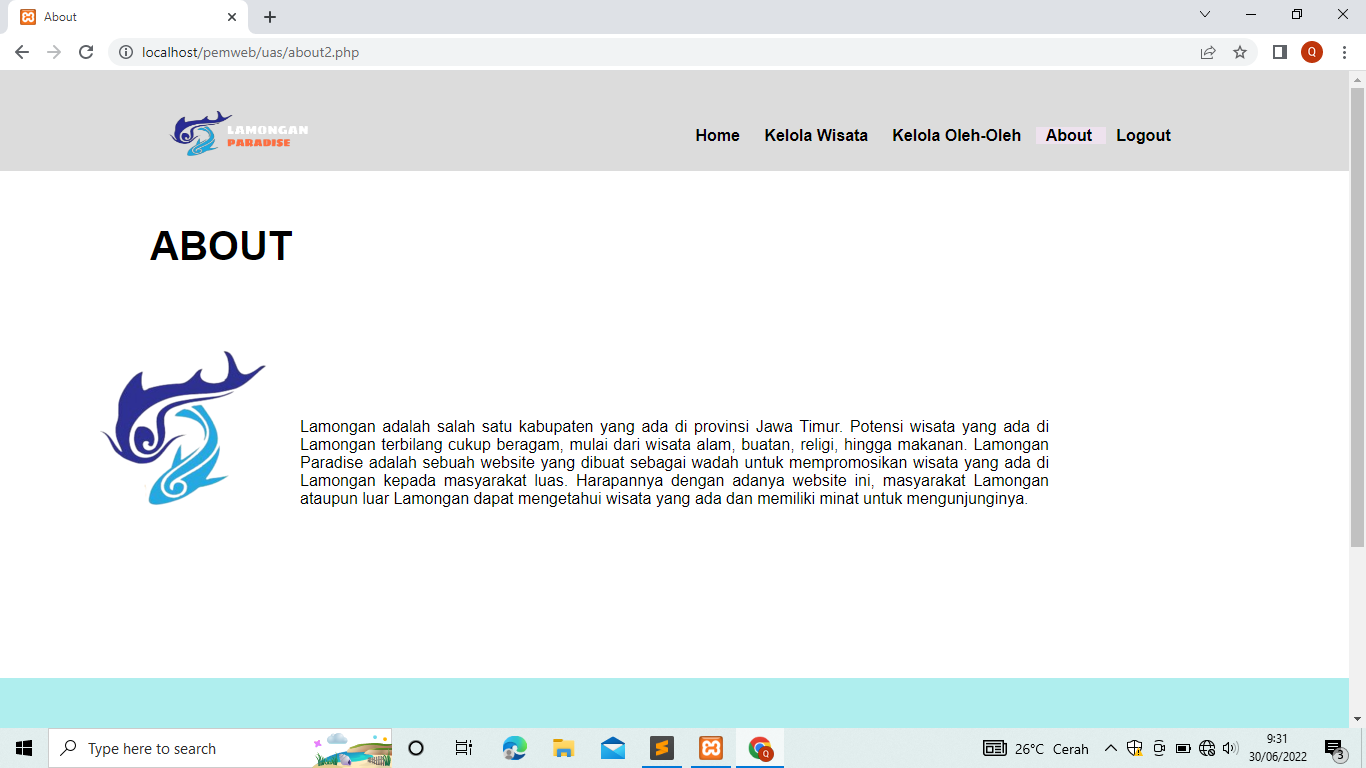 About
localhost/pemweb/uas/about2.php
Q
LAMONGAN
PARADISE
Home Kelola Wisata Kelola Oleh-Oleh About Logout
ABOUT
Lamongan adalah salah satu kabupaten yang ada di provinsi Jawa Timur. Potensi wisata yang ada di
Lamongan terbilang cukup beragam, mulai dari wisata alam, buatan, religi, hingga makanan. Lamongan
Paradise adalah sebuah website yang dibuat sebagai wadah untuk mempromosikan wisata yang ada di
Lamongan kepada masyarakat luas. Harapannya dengan adanya website ini, masyarakat Lamongan
ataupun luar Lamongan dapat mengetahui wisata yang ada dan memiliki minat untuk mengunjunginya.
Type here to search
Q
26°C Cerah
9:31
30/06/2022
3